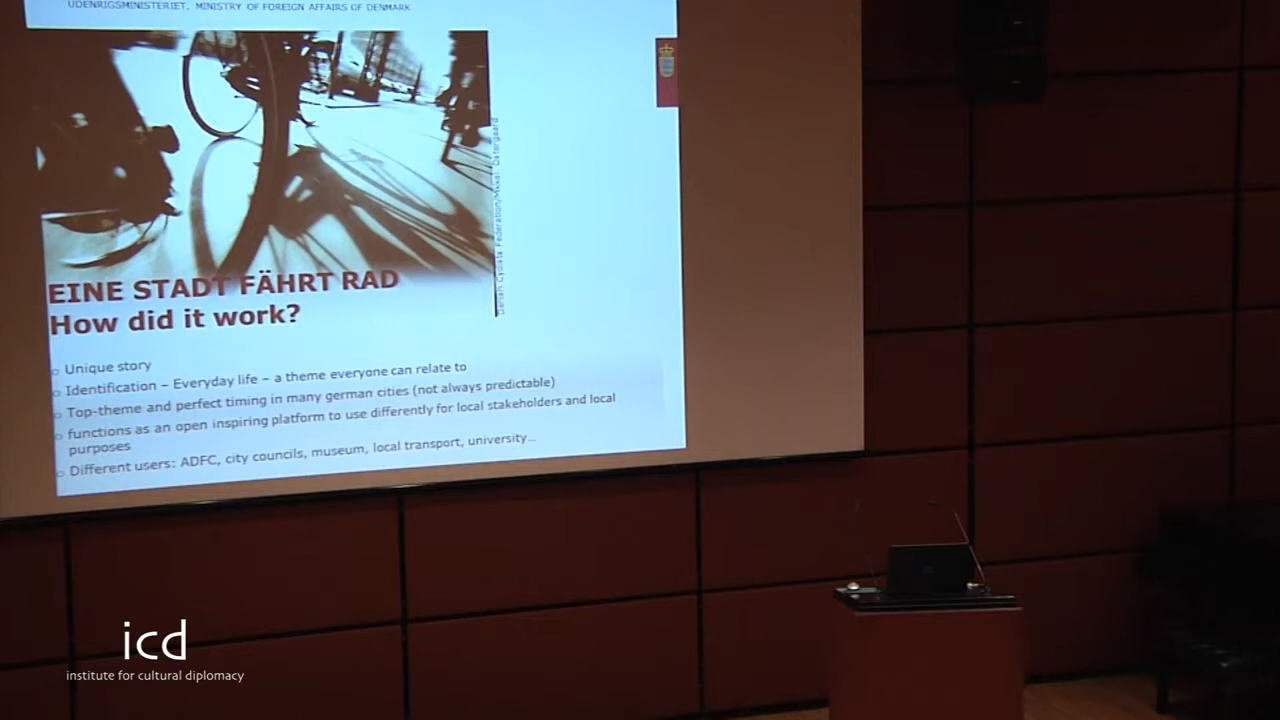 UDENRIGSMINISTERIET, MINISTRY OF FOREIGN AFFAIRS OF DENMARK
EINE STADT FÄHRT RAD
How did it work?
Unique story
Identification – Everyday life – a theme everyone can relate to
Top-theme and perfect timing in many german cities (not always predictable)
functions as an open inspiring platform to use differently for local stakeholders and local
purposes
Different users: ADFC, city councils, museum, local transport, university...
icd
institute for cultural diplomacy